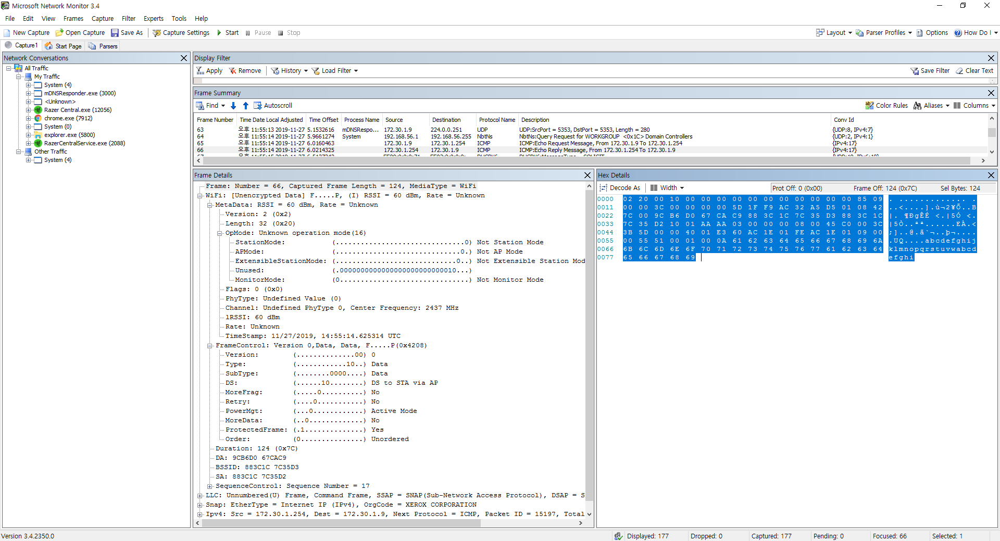 Microsoft Network Monitor 3.4
File Edit View Frames Capture Filter Experts Tools Help
New Capture Open Capture Save As Capture Settings Start Pause Stop Layout Parser Profiles Options How Do I
Capture1 Start Page Parsers
Network Conversations
All Traffic
My Traffic
System (4)
mDNSResponder.exe (3000)
<Unknown>
Razer Central.exe (12056)
chrome.exe (7912)
System (0)
explorer.exe (5800)
RazerCentralService.exe (2088)
Other Traffic
System (4)
Display Filter
Apply Remove History Load Filter Save Filter Clear Text
Frame Summary
Find Autoscroll Color Rules Aliases Columns
Frame Number Time Date Local Adjusted Time Offset Process Name Source Destination Protocol Name Description Conv Id
63 오후 11:55:13 2019-11-27 5.1532616 mDNSRespo... 172.30.1.9 224.0.0.251 UDP UDP:SrcPort = 5353, DstPort = 5353, Length = 280 {UDP:8, IPv4:7}
64 오후 11:55:14 2019-11-27 5.9661274 System 192.168.56.1 192.168.56.255 NbtNs NbtNs:Query Request for WORKGROUP <0x1C> Domain Controllers {UDP:2, IPv4:1}
65 오후 11:55:14 2019-11-27 6.0160463 172.30.1.9 172.30.1.254 ICMP ICMP:Echo Request Message, From 172.30.1.9 To 172.30.1.254 {IPv4:17}
66 오후 11:55:14 2019-11-27 6.0214325 172.30.1.254 172.30.1.9 ICMP ICMP:Echo Reply Message, From 172.30.1.254 To 172.30.1.9 {IPv4:17}
Frame Details
Frame: Number = 66, Captured Frame Length = 124, MediaType = WiFi
WiFi: [Unencrypted Data] F.....P, (I) RSSI = 60 dBm, Rate = Unknown
MetaData: RSSI = 60 dBm, Rate = Unknown
Version: 2 (0x2)
Length: 32 (0x20)
OpMode: Unknown operation mode(16)
StationMode: (...............................0) Not Station Mode
APMode: (..............................0.) Not AP Mode
ExtensibleStationMode: (.............................0..) Not Extensible Station Mod
Unused: (.0000000000000000000000000010...)
MonitorMode: (0...............................) Not Monitor Mode
Flags: 0 (0x0)
PhyType: Undefined Value (0)
Channel: Undefined PhyType 0, Center Frequency: 2437 MHz
lRSSI: 60 dBm
Rate: Unknown
TimeStamp: 11/27/2019, 14:55:14.625314 UTC
FrameControl: Version 0,Data, Data, F.....P(0x4208)
Version: (..............00) 0
Type: (............10..) Data
SubType: (........0000....) Data
DS: (......10........) DS to STA via AP
MoreFrag: (.....0..........) No
Retry: (....0...........) No
PowerMgt: (...0............) Active Mode
MoreData: (..0.............) No
ProtectedFrame: (.1..............) Yes
Order: (0...............) Unordered
Duration: 124 (0x7C)
DA: 9CB6D0 67CAC9
BSSID: 883C1C 7C35D3
SA: 883C1C 7C35D2
SequenceControl: Sequence Number = 17
LLC: Unnumbered(U) Frame, Command Frame, SSAP = SNAP(Sub-Network Access Protocol), DSAP = S
Snap: EtherType = Internet IP (IPv4), OrgCode = XEROX CORPORATION
Ipv4: Src = 172.30.1.254, Dest = 172.30.1.9, Next Protocol = ICMP, Packet ID = 15197, Total
Hex Details
Decode As Width Prot Off: 0 (0x00) Frame Off: 124 (0x7C) Sel Bytes: 124
0000 02 20 00 10 00 00 00 00 00 00 00 00 00 00 00 85 09 . ............. .
0011 00 00 3C 00 00 00 00 5D 1F F9 AC 32 A5 D5 01 08 42 ..<....].ù¬2¥Õ..B
0022 7C 00 9C B6 D0 67 CA C9 88 3C 1C 7C 35 D3 88 3C 1C |. ¶ÐgÊÉ <.|5Ó <.
0033 7C 35 D2 10 01 AA AA 03 00 00 00 08 00 45 C0 00 3C |5Ò..ªª......EÀ.<
0044 3B 5D 00 00 40 01 E3 60 AC 1E 01 FE AC 1E 01 09 00 ;]..@.ã`¬..þ¬....
0055 00 55 51 00 01 00 0A 61 62 63 64 65 66 67 68 69 6A .UQ....abcdefghij
0066 6B 6C 6D 6E 6F 70 71 72 73 74 75 76 77 61 62 63 64 klmnopqrstuvwabcd
0077 65 66 67 68 69 efghi
Version 3.4.2350.0 Displayed: 177 Dropped: 0 Captured: 177 Pending: 0 Focused: 66 Selected: 1